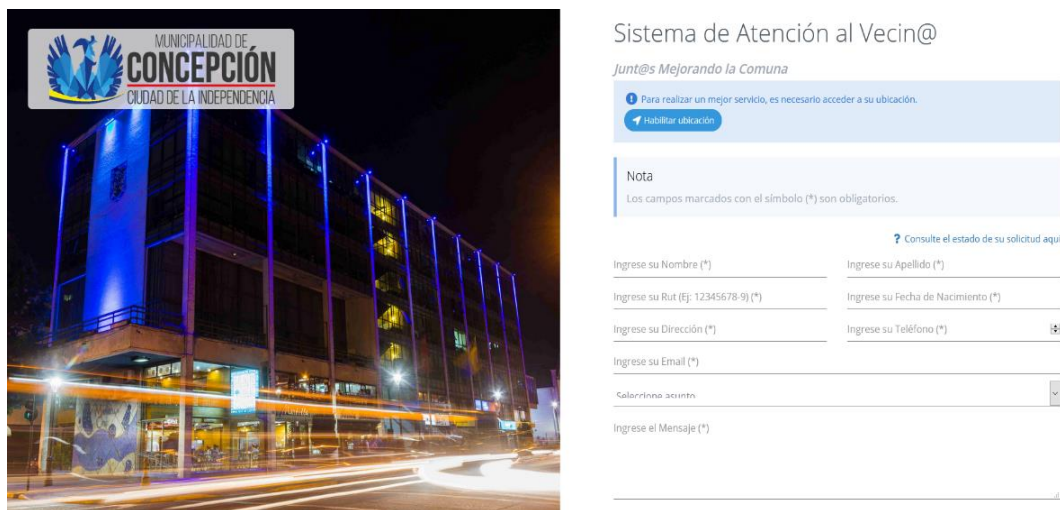 MUNICIPALIDAD DE
CONCEPCIÓN
CIUDAD DE LA INDEPENDENCIA
Sistema de Atención al Vecin@
Junt@s Mejorando la Comuna
Para realizar un mejor servicio, es necesario acceder a su ubicación.
Habilitar ubicación
Nota
Los campos marcados con el símbolo (*) son obligatorios.
? Consulte el estado de su solicitud aquí
Ingrese su Nombre (*) Ingrese su Apellido (*)
Ingrese su Rut (Ej: 12345678-9) (*) Ingrese su Fecha de Nacimiento (*)
Ingrese su Dirección (*) Ingrese su Teléfono (*)
Ingrese su Email (*)
Seleccione asunto
Ingrese el Mensaje (*)